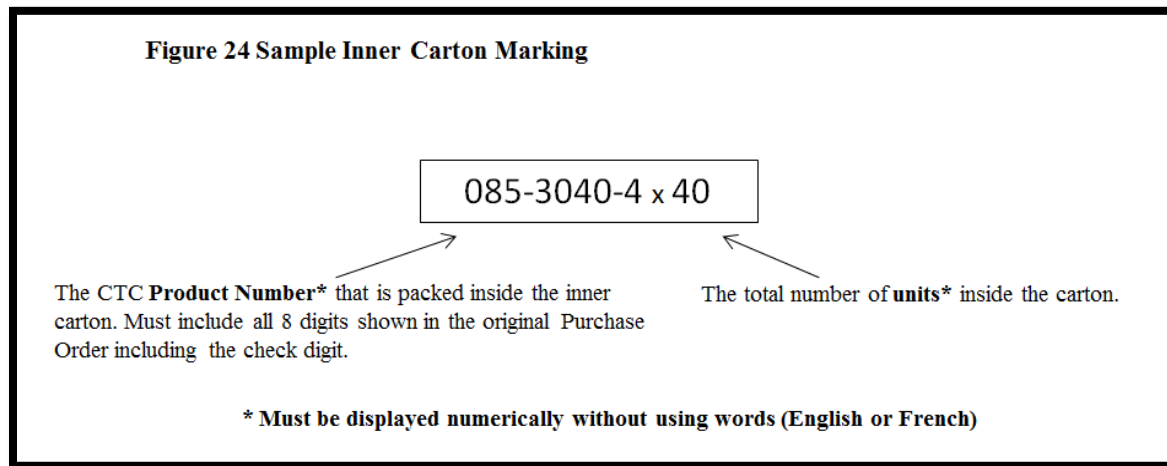 Figure 24 Sample Inner Carton Marking
085-3040-4 x 40
The CTC Product Number* that is packed inside the inner
carton. Must include all 8 digits shown in the original Purchase
Order including the check digit.
The total number of units* inside the carton.
* Must be displayed numerically without using words (English or French)